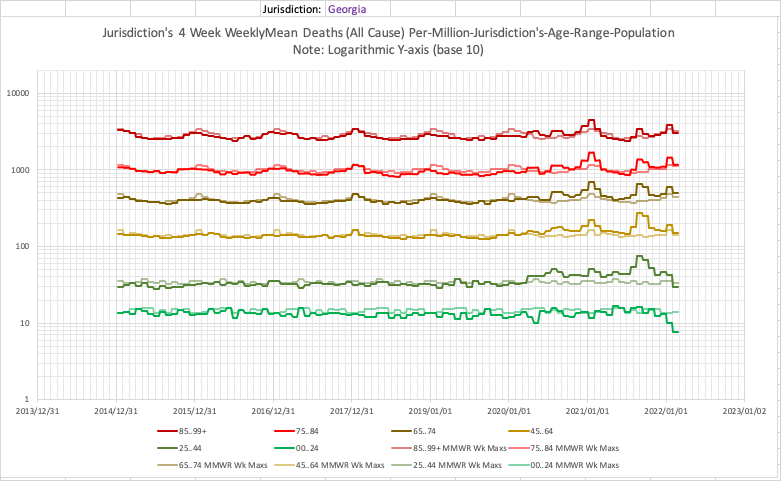 Jurisdiction: Georgia
Jurisdiction's 4 Week WeeklyMean Deaths (All Cause) Per-Million-Jurisdiction's-Age-Range-Population
Note: Logarithmic Y-axis (base 10)
10000
1000
100
10
1
2013/12/31 2014/12/31 2015/12/31 2016/12/31 2017/12/31 2019/01/01 2020/01/01 2021/01/01 2022/01/01 2023/01/02
85..99+ 75..84 65..74 45..64
25..44 00..24 85..99+ MMWR Wk Maxs 75..84 MMWR Wk Maxs
65..74 MMWR Wk Maxs 45..64 MMWR Wk Maxs 25..44 MMWR Wk Maxs 00..24 MMWR Wk Maxs